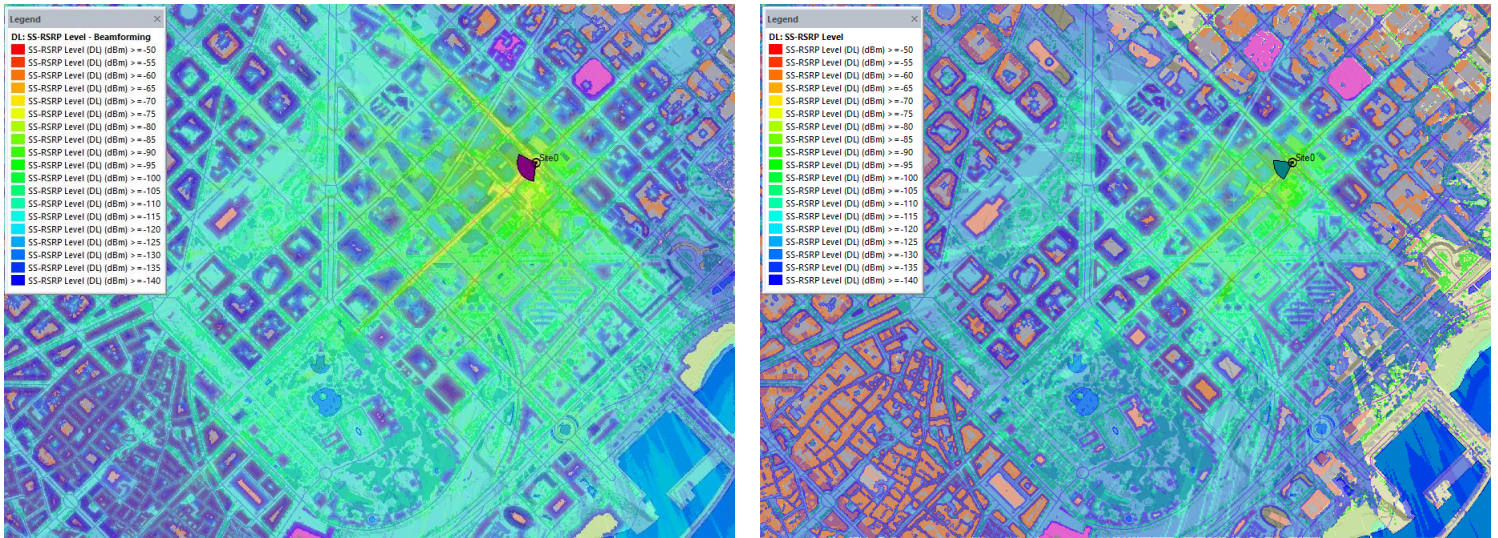 Legend
DL: SS-RSRP Level - Beamforming
SS-RSRP Level (DL) (dBm) >=-50
SS-RSRP Level (DL) (dBm) >=-55
SS-RSRP Level (DL) (dBm) >=-60
SS-RSRP Level (DL) (dBm) >=-65
SS-RSRP Level (DL) (dBm) >=-70
SS-RSRP Level (DL) (dBm) >=-75
SS-RSRP Level (DL) (dBm) >=-80
SS-RSRP Level (DL) (dBm) >=-85
SS-RSRP Level (DL) (dBm) >=-90
SS-RSRP Level (DL) (dBm) >=-95
SS-RSRP Level (DL) (dBm) >=-100
SS-RSRP Level (DL) (dBm) >=-105
SS-RSRP Level (DL) (dBm) >=-110
SS-RSRP Level (DL) (dBm) >=-115
SS-RSRP Level (DL) (dBm) >=-120
SS-RSRP Level (DL) (dBm) >=-125
SS-RSRP Level (DL) (dBm) >=-130
SS-RSRP Level (DL) (dBm) >=-135
SS-RSRP Level (DL) (dBm) >=-140
Site0
Legend
DL: SS-RSRP Level
SS-RSRP Level (DL) (dBm) >=-50
SS-RSRP Level (DL) (dBm) >=-55
SS-RSRP Level (DL) (dBm) >=-60
SS-RSRP Level (DL) (dBm) >=-65
SS-RSRP Level (DL) (dBm) >=-70
SS-RSRP Level (DL) (dBm) >=-75
SS-RSRP Level (DL) (dBm) >=-80
SS-RSRP Level (DL) (dBm) >=-85
SS-RSRP Level (DL) (dBm) >=-90
SS-RSRP Level (DL) (dBm) >=-95
SS-RSRP Level (DL) (dBm) >=-100
SS-RSRP Level (DL) (dBm) >=-105
SS-RSRP Level (DL) (dBm) >=-110
SS-RSRP Level (DL) (dBm) >=-115
SS-RSRP Level (DL) (dBm) >=-120
SS-RSRP Level (DL) (dBm) >=-125
SS-RSRP Level (DL) (dBm) >=-130
SS-RSRP Level (DL) (dBm) >=-135
SS-RSRP Level (DL) (dBm) >=-140
Site0